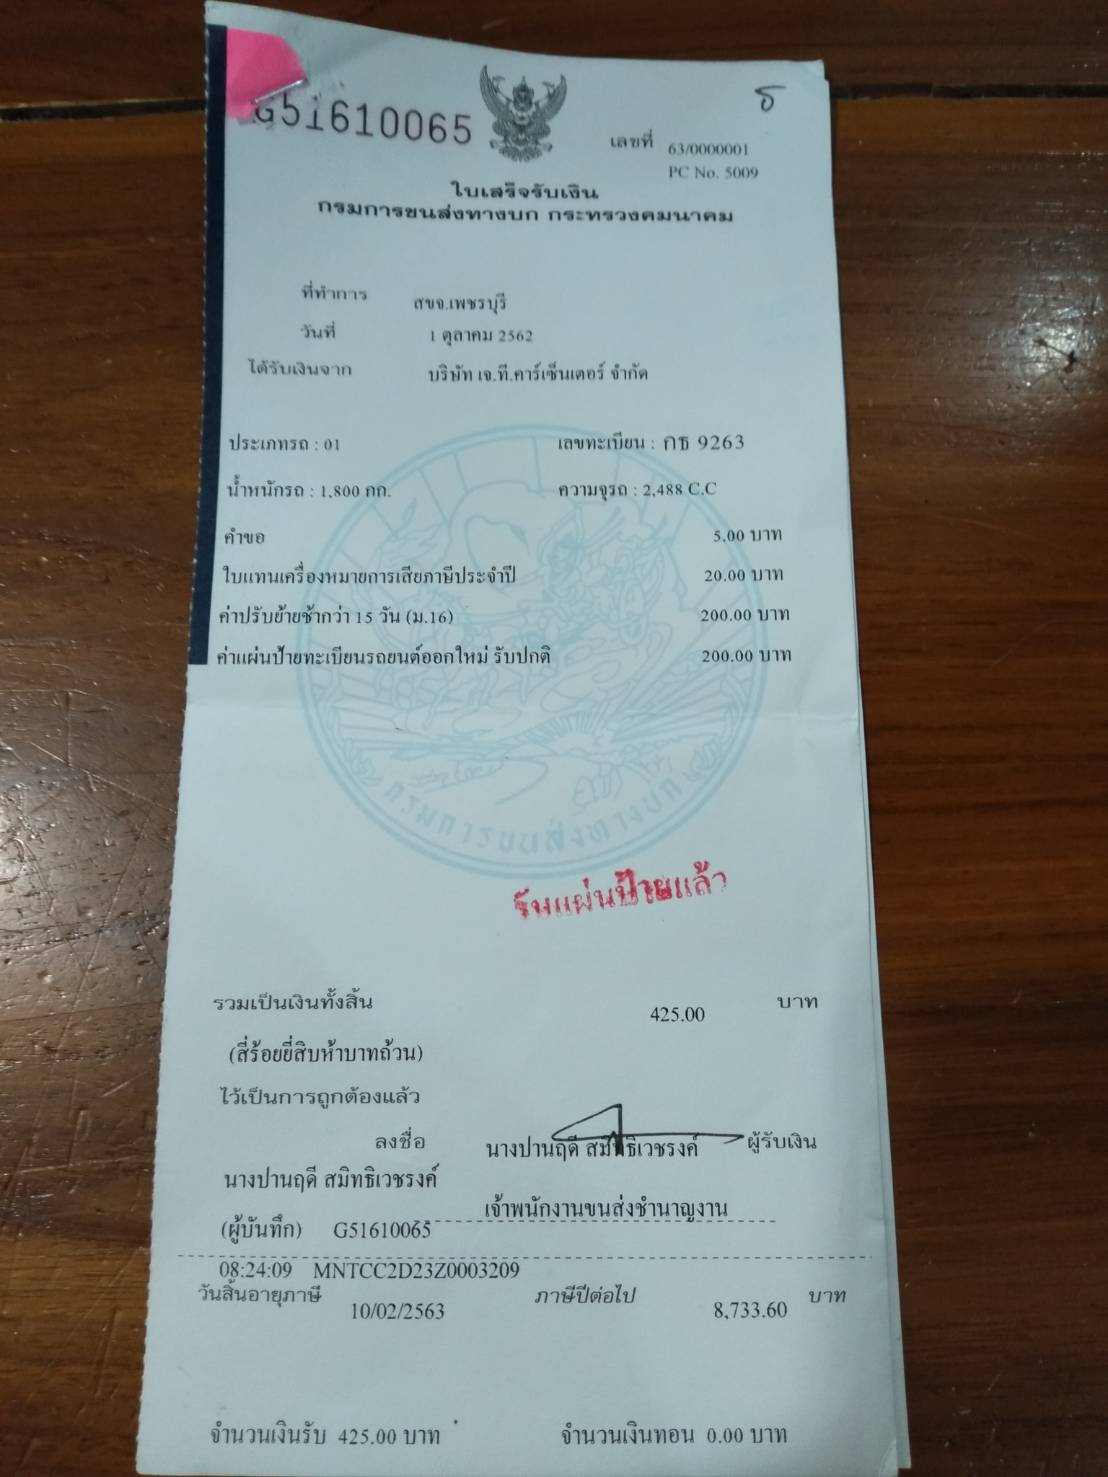 G51610065
เลขที่ 63/0000001
PC No. 5009
ใบเสร็จรับเงิน
กรมการขนส่งทางบก กระทรวงคมนาคม
ที่ทำการ สขจ.เพชรบุรี
วันที่ 1 ตุลาคม 2562
ได้รับเงินจาก บริษัท เจ.ที.คาร์เซ็นเตอร์ จำกัด
ประเภทรถ : 01 เลขทะเบียน : กธ 9263
น้ำหนักรถ : 1,800 กก. ความจุรถ : 2,488 C.C
คำขอ 5.00 บาท
ใบแทนเครื่องหมายการเสียภาษีประจำปี 20.00 บาท
ค่าปรับย้ายช้ากว่า 15 วัน (ม.16) 200.00 บาท
ค่าแผ่นป้ายทะเบียนรถยนต์ออกใหม่ รับปกติ 200.00 บาท
กรมการขนส่งทางบก
รับแผ่นป้ายแล้ว
รวมเป็นเงินทั้งสิ้น 425.00 บาท
(สี่ร้อยยี่สิบห้าบาทถ้วน)
ไว้เป็นการถูกต้องแล้ว
ลงชื่อ นางปานฤดี สมิทธิเวชรงค์ ผู้รับเงิน
นางปานฤดี สมิทธิเวชรงค์
เจ้าพนักงานขนส่งชำนาญงาน
(ผู้บันทึก) G51610065
08:24:09 MNTCC2D23Z0003209
วันสิ้นอายุภาษี 10/02/2563 ภาษีปีต่อไป 8,733.60 บาท
จำนวนเงินรับ 425.00 บาท จำนวนเงินทอน 0.00 บาท